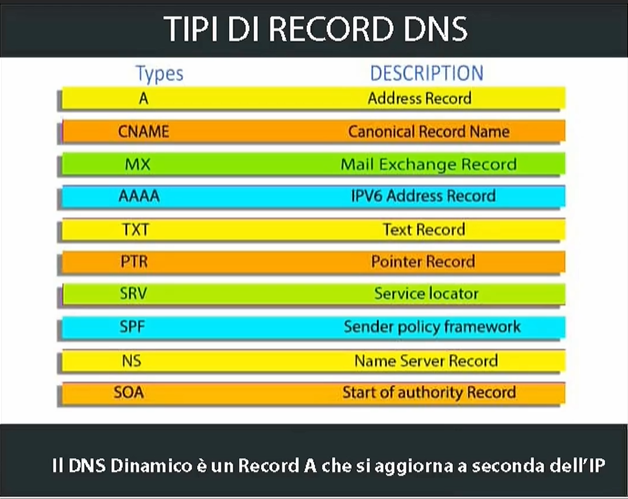 TIPI DI RECORD DNS
Types DESCRIPTION
A Address Record
CNAME Canonical Record Name
MX Mail Exchange Record
AAAA IPV6 Address Record
TXT Text Record
PTR Pointer Record
SRV Service locator
SPF Sender policy framework
NS Name Server Record
SOA Start of authority Record
Il DNS Dinamico è un Record A che si aggiorna a seconda dell'IP